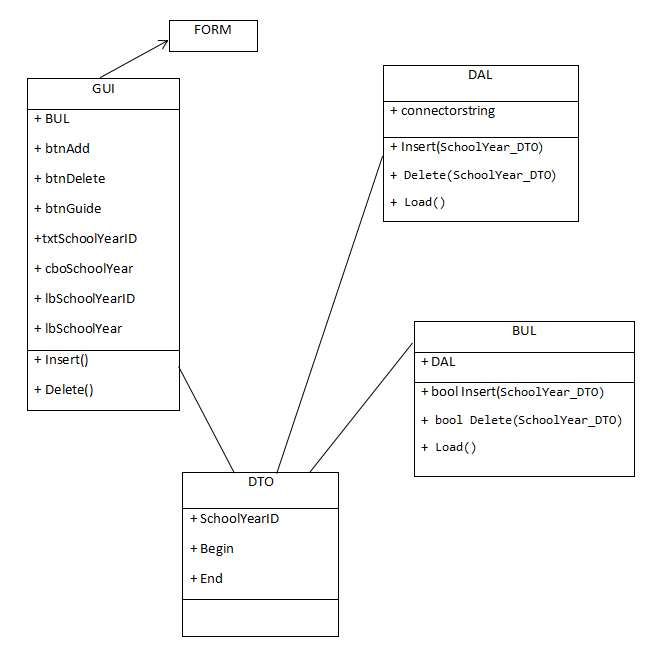 FORM
GUI
+ BUL
+ btnAdd
+ btnDelete
+ btnGuide
+txtSchoolYearID
+ cboSchoolYear
+ lbSchoolYearID
+ lbSchoolYear
+ Insert()
+ Delete()
DAL
+ connectorstring
+ Insert(SchoolYear_DTO)
+ Delete(SchoolYear_DTO)
+ Load()
BUL
+ DAL
+ bool Insert(SchoolYear_DTO)
+ bool Delete(SchoolYear_DTO)
+ Load()
DTO
+ SchoolYearID
+ Begin
+ End